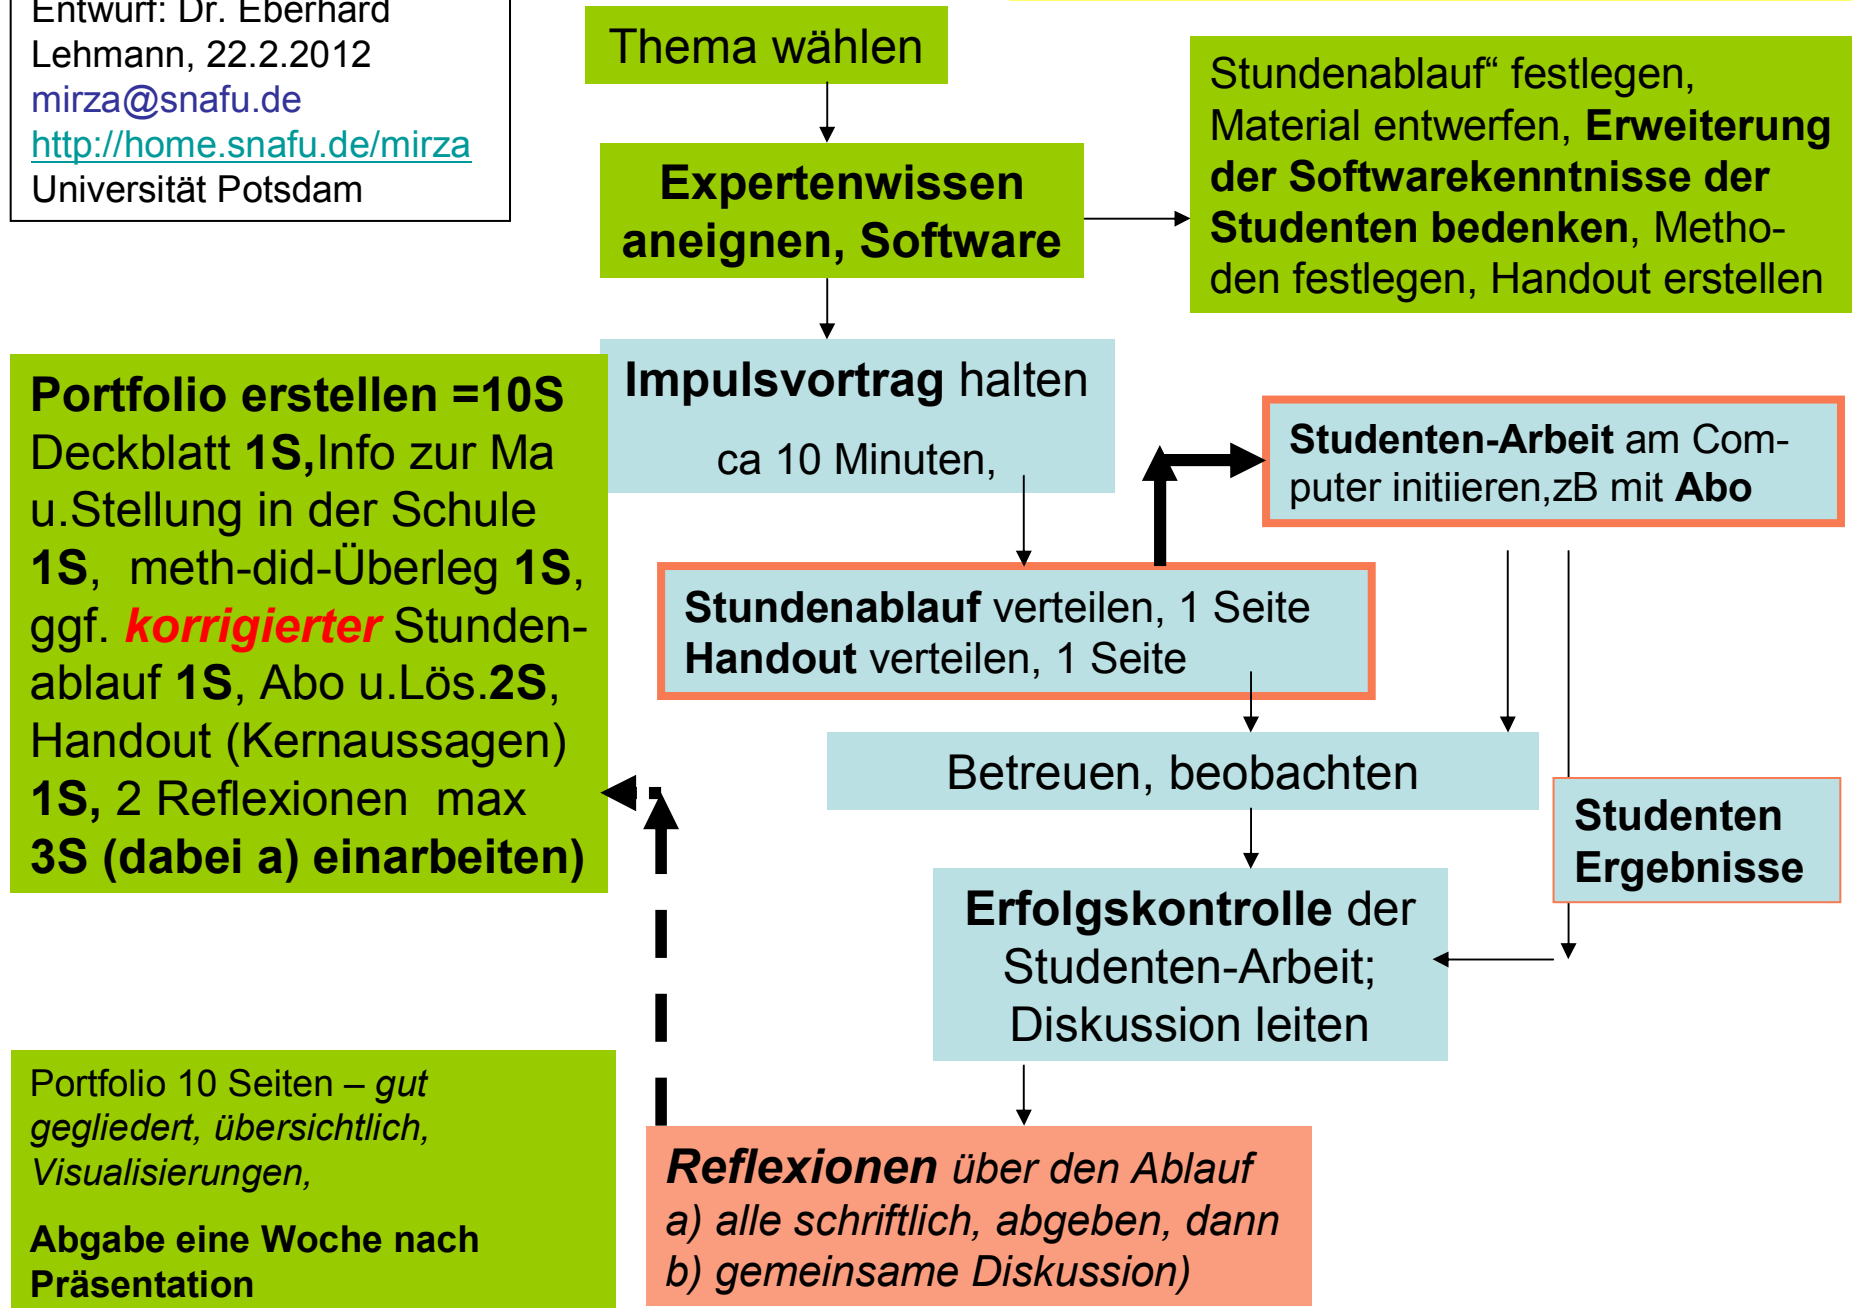 Entwurf: Dr. Eberhard
Lehmann, 22.2.2012
mirza@snafu.de
http://home.snafu.de/mirza
Universität Potsdam
Thema wählen
Expertenwissen
aneignen, Software
Stundenablauf“ festlegen,
Material entwerfen, Erweiterung
der Softwarekenntnisse der
Studenten bedenken, Metho-
den festlegen, Handout erstellen
Impulsvortrag halten
ca 10 Minuten,
Portfolio erstellen =10S
Deckblatt 1S,Info zur Ma
u.Stellung in der Schule
1S, meth-did-Überleg 1S,
ggf. korrigierter Stunden-
ablauf 1S, Abo u.Lös.2S,
Handout (Kernaussagen)
1S, 2 Reflexionen max
3S (dabei a) einarbeiten)
Studenten-Arbeit am Com-
puter initiieren,zB mit Abo
Stundenablauf verteilen, 1 Seite
Handout verteilen, 1 Seite
Betreuen, beobachten
Studenten
Ergebnisse
Erfolgskontrolle der
Studenten-Arbeit;
Diskussion leiten
Portfolio 10 Seiten – gut
gegliedert, übersichtlich,
Visualisierungen,
Abgabe eine Woche nach
Präsentation
Reflexionen über den Ablauf
a) alle schriftlich, abgeben, dann
b) gemeinsame Diskussion)